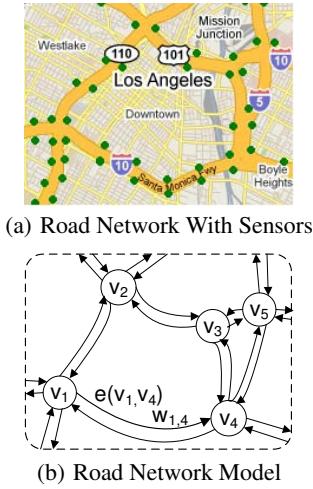 Mission
Junction
Westlake
110
101
10
Los Angeles
Downtown
5
10
Santa Monica Fwy
Boyle
Heights
(a) Road Network With Sensors
v2
v5
v3
v1
e(v1,v4)
w1,4
v4
(b) Road Network Model